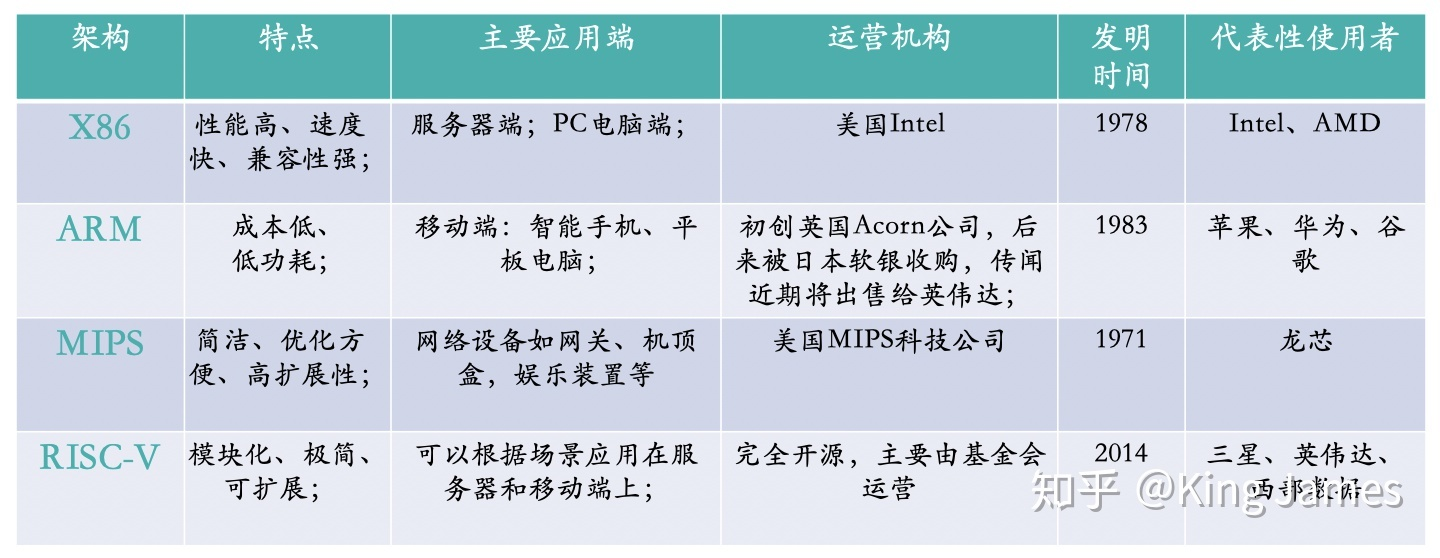 架构 特点 主要应用端 运营机构 发明时间 代表性使用者
X86 性能高、速度快、兼容性强； 服务器端；PC电脑端； 美国Intel 1978 Intel、AMD
ARM 成本低、低功耗； 移动端：智能手机、平板电脑； 初创英国Acorn公司，后来被日本软银收购，传闻近期将出售给英伟达； 1983 苹果、华为、谷歌
MIPS 简洁、优化方便、高扩展性； 网络设备如网关、机顶盒，娱乐装置等 美国MIPS科技公司 1971 龙芯
RISC-V 模块化、极简、可扩展； 可以根据场景应用在服务器和移动端上； 完全开源，主要由基金会运营 2014 三星、英伟达、西部数据
知乎 @King James